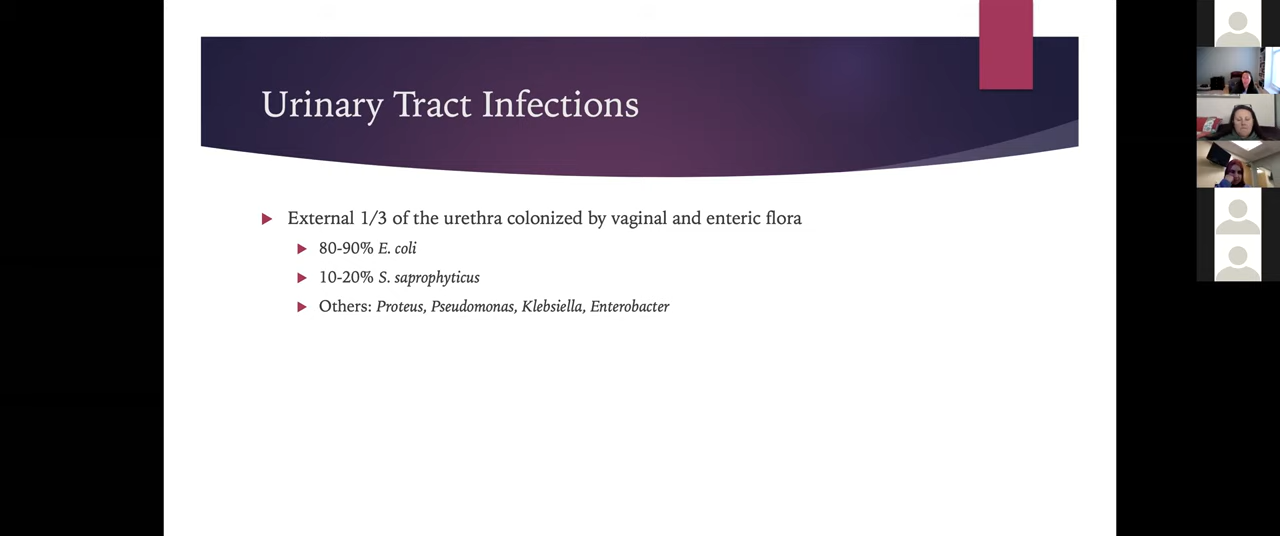 Urinary Tract Infections
External 1/3 of the urethra colonized by vaginal and enteric flora
80-90% E. coli
10-20% S. saprophyticus
Others: Proteus, Pseudomonas, Klebsiella, Enterobacter